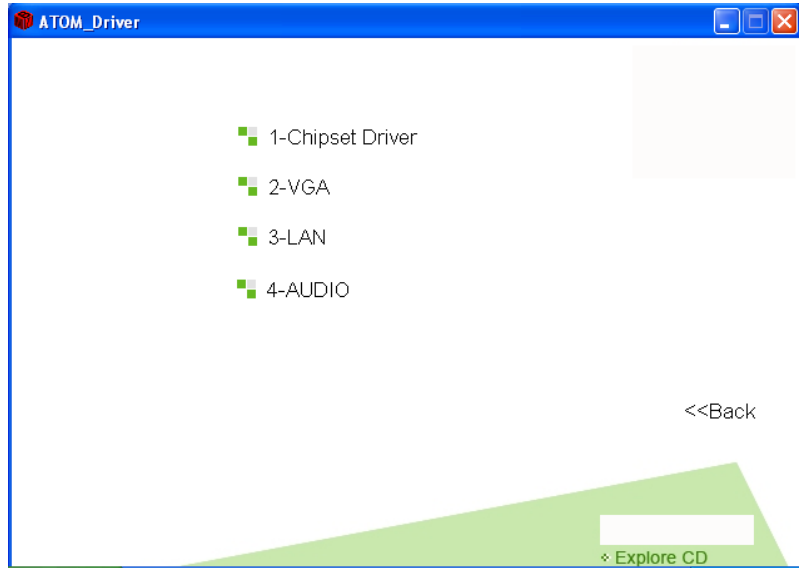 ATOM_Driver
1-Chipset Driver
2-VGA
3-LAN
4-AUDIO
<<Back
Explore CD